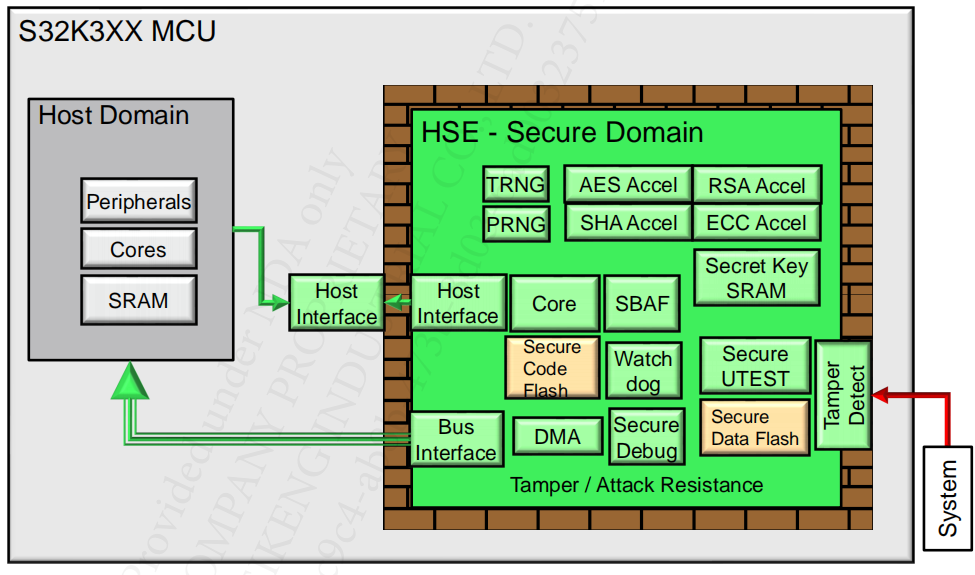 S32K3XX MCU
Host Domain
Peripherals
Cores
SRAM
Host
Interface
HSE - Secure Domain
TRNG
AES Accel
RSA Accel
PRNG
SHA Accel
ECC Accel
Secret Key
SRAM
Host
Interface
Core
SBAF
Secure
Code
Flash
Watch
dog
Secure
UTEST
Tamper
Detect
Bus
Interface
DMA
Secure
Debug
Secure
Data Flash
Tamper / Attack Resistance
System